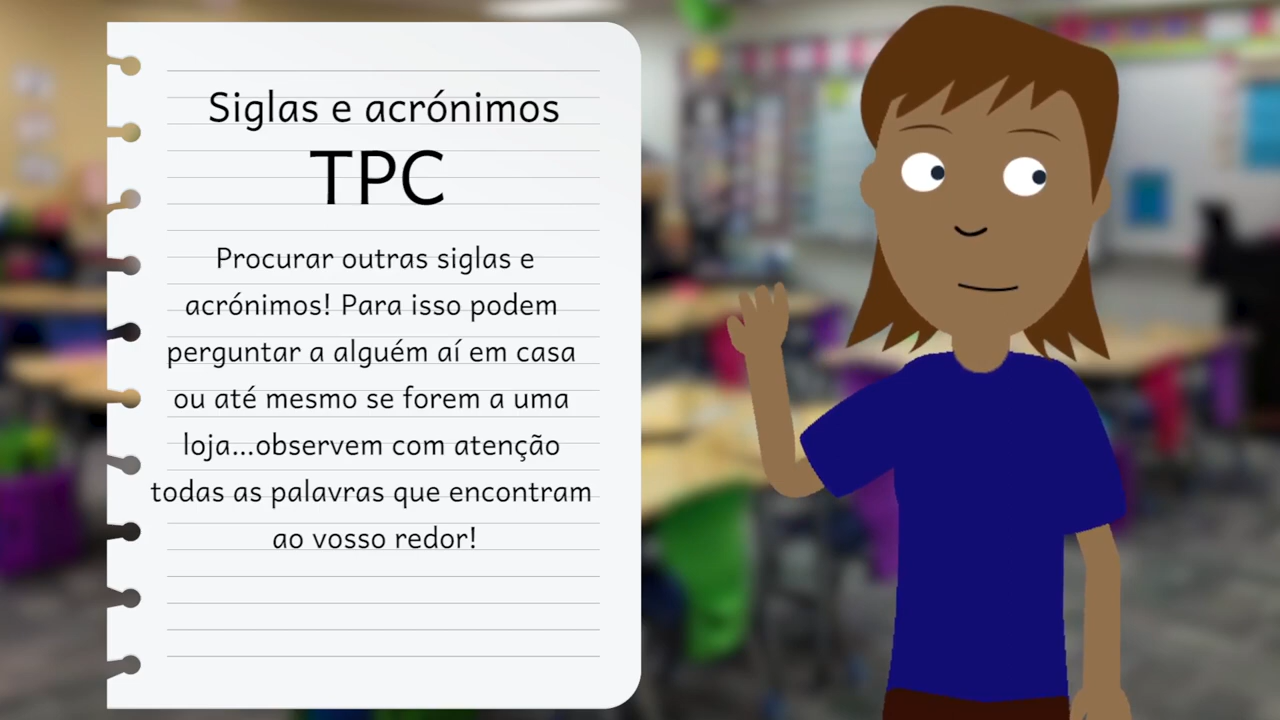 Siglas e acrónimos
TPC
Procurar outras siglas e
acrónimos! Para isso podem
perguntar a alguém aí em casa
ou até mesmo se forem a uma
loja...observem com atenção
todas as palavras que encontram
ao vosso redor!